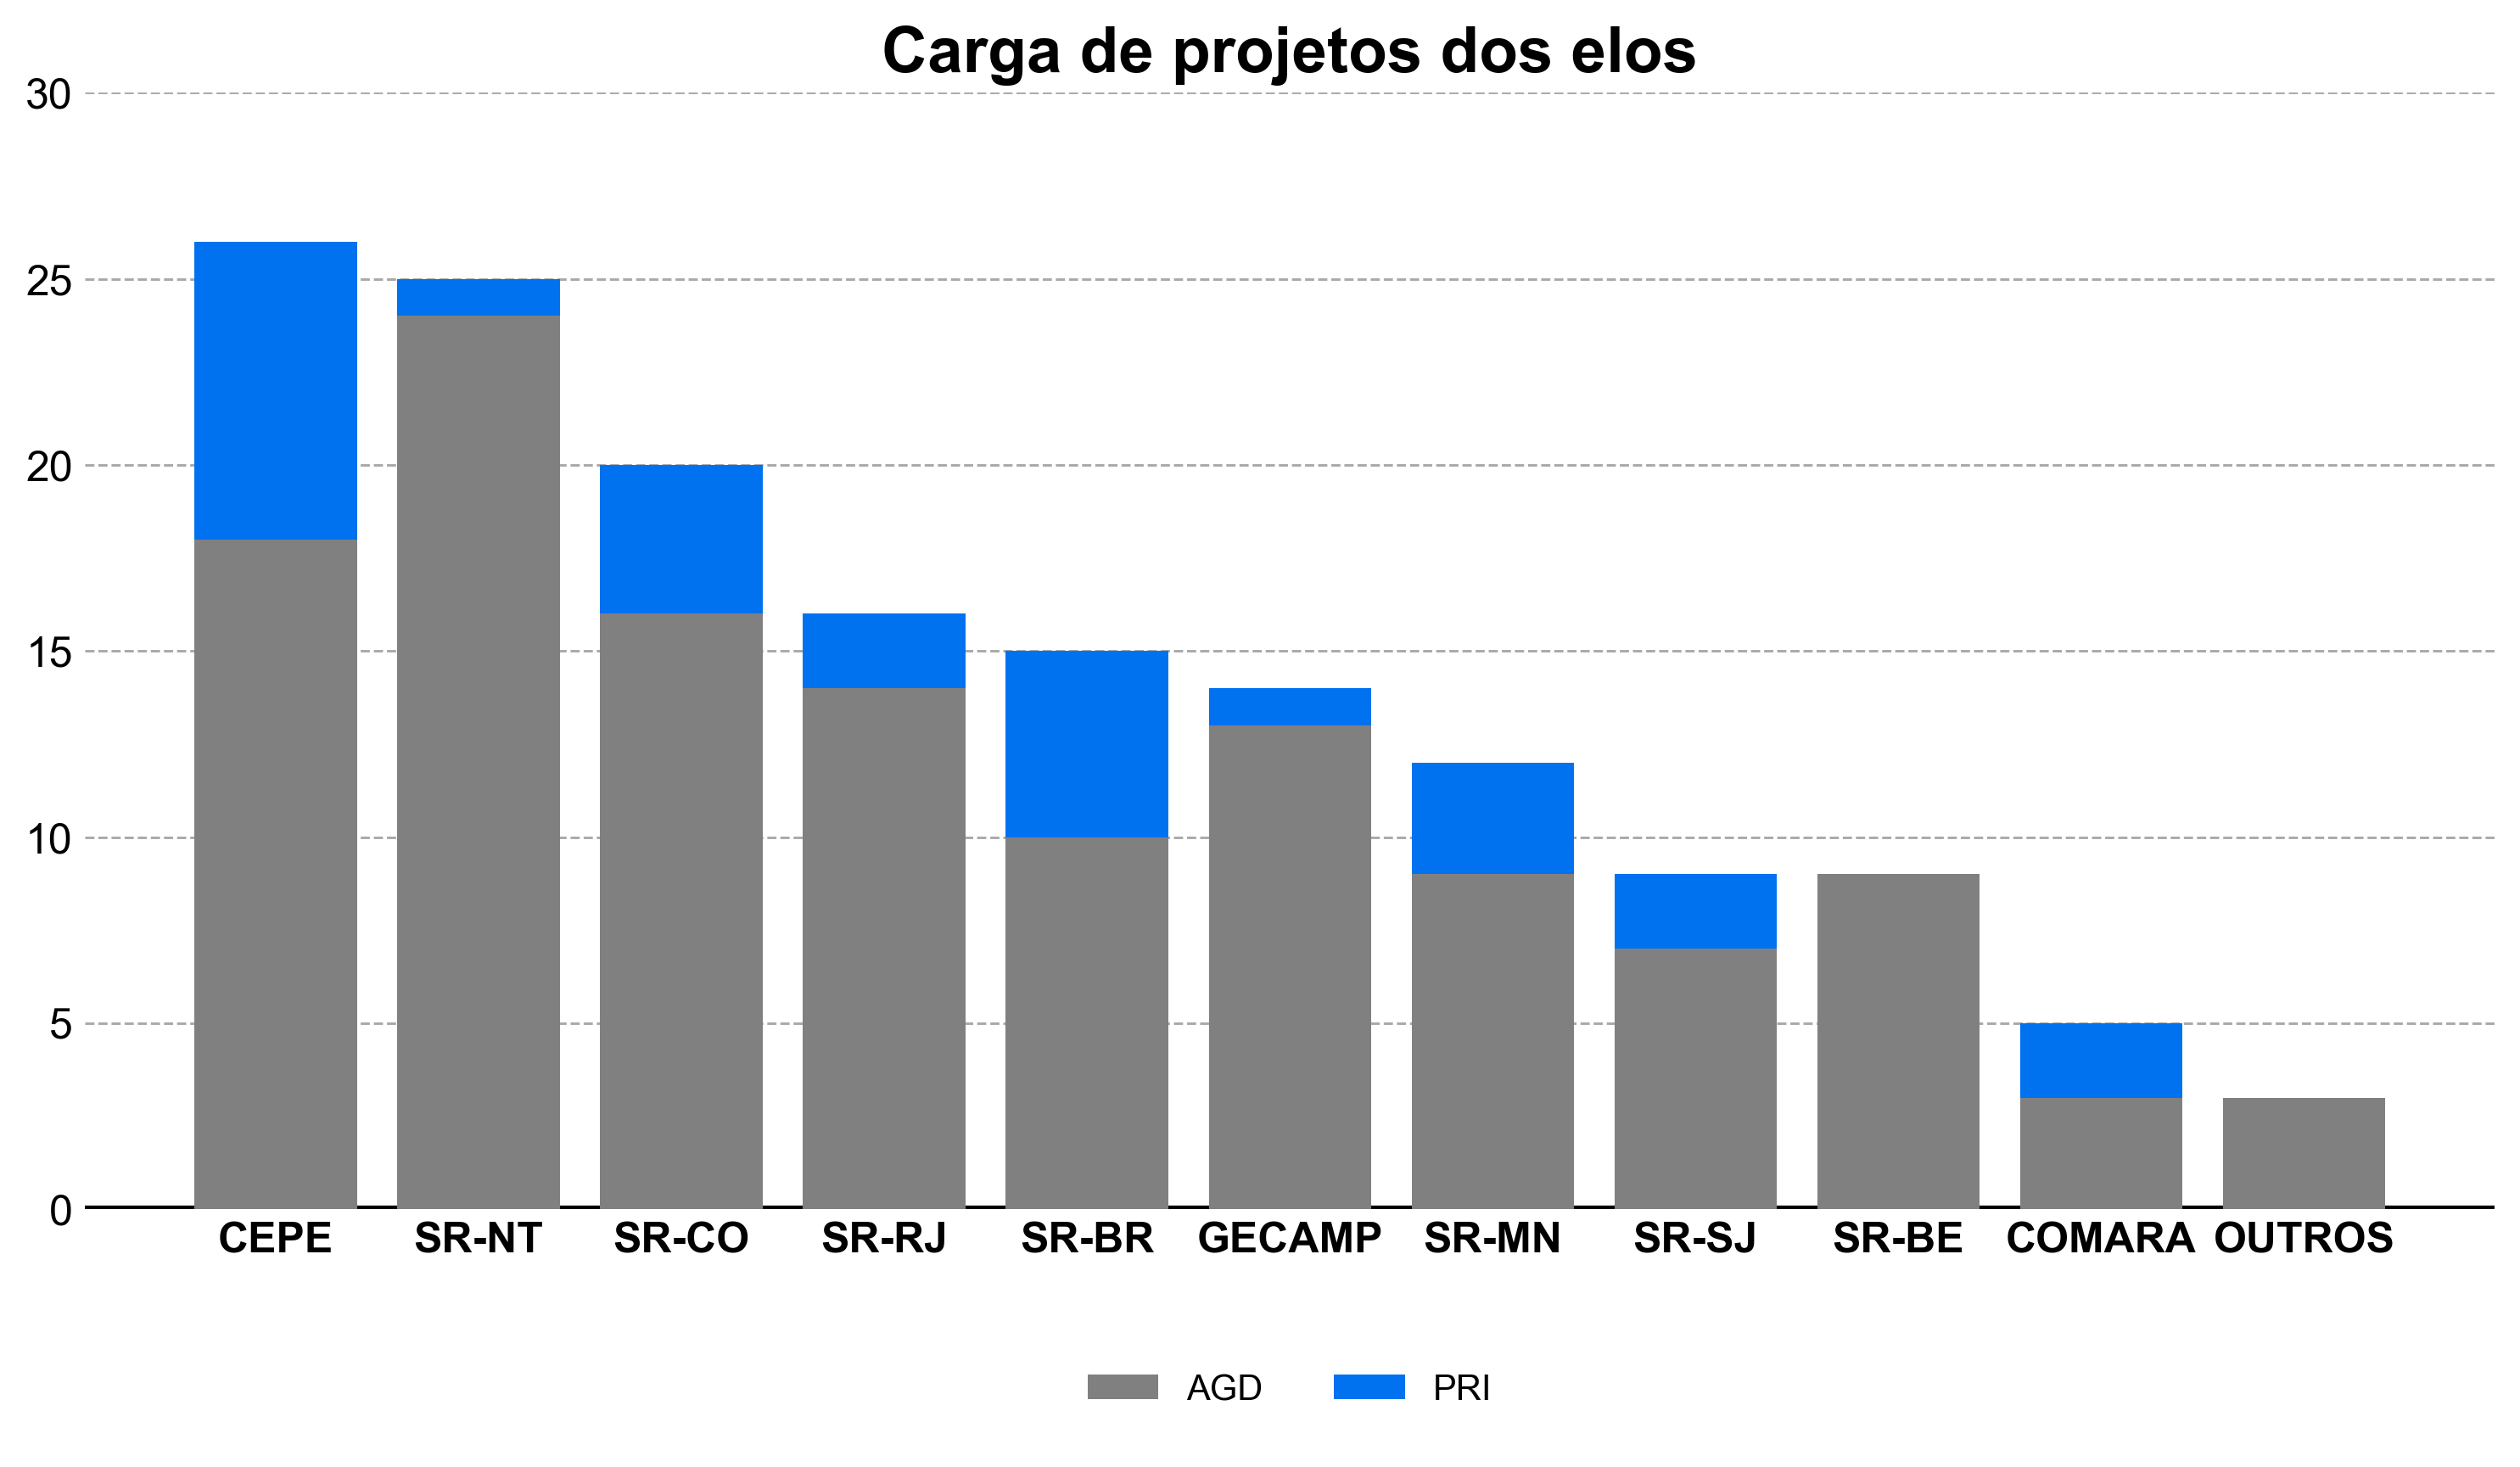 Carga de projetos dos elos
30
25
20
15
10
5
0
CEPE SR-NT SR-CO SR-RJ SR-BR GECAMP SR-MN SR-SJ SR-BE COMARA OUTROS
AGD PRI